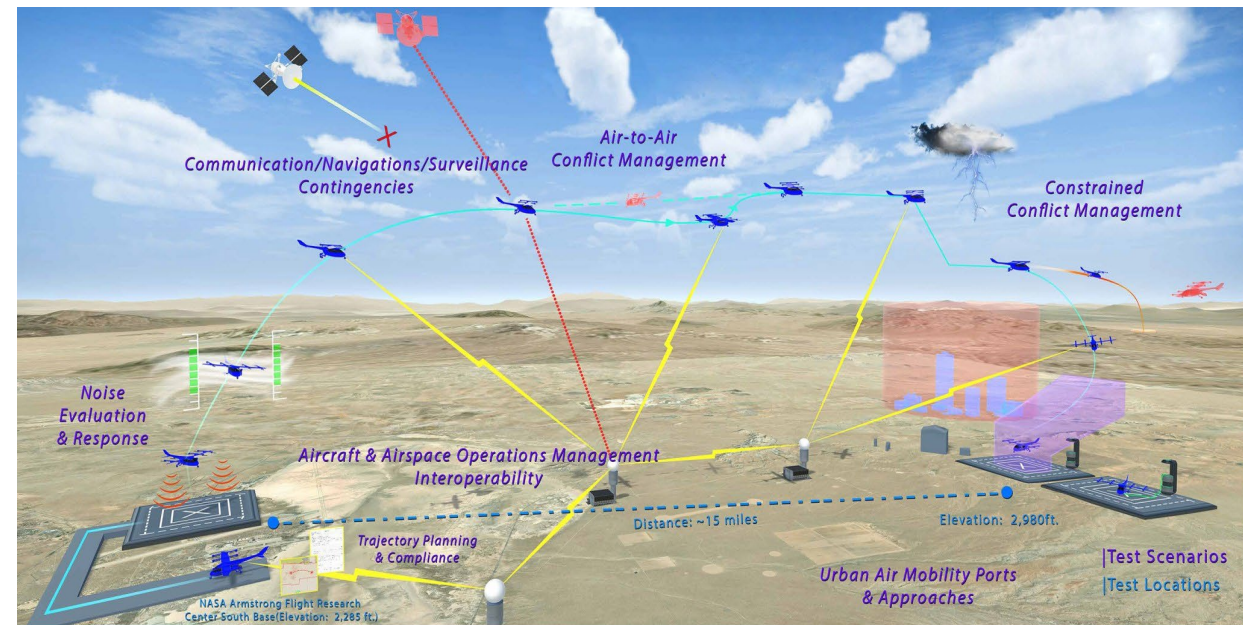 Air-to-Air
Conflict Management
Communication/Navigations/Surveillance
Contingencies
Constrained
Conflict Management
Noise
Evaluation
& Response
Aircraft & Airspace Operations Management
Interoperability
Distance: ~15 miles
Elevation: 2,980ft.
Trajectory Planning
& Compliance
Urban Air Mobility Ports
& Approaches
|Test Scenarios
|Test Locations
NASA Armstrong Flight Research
Center South Base(Elevation: 2,285 ft.)